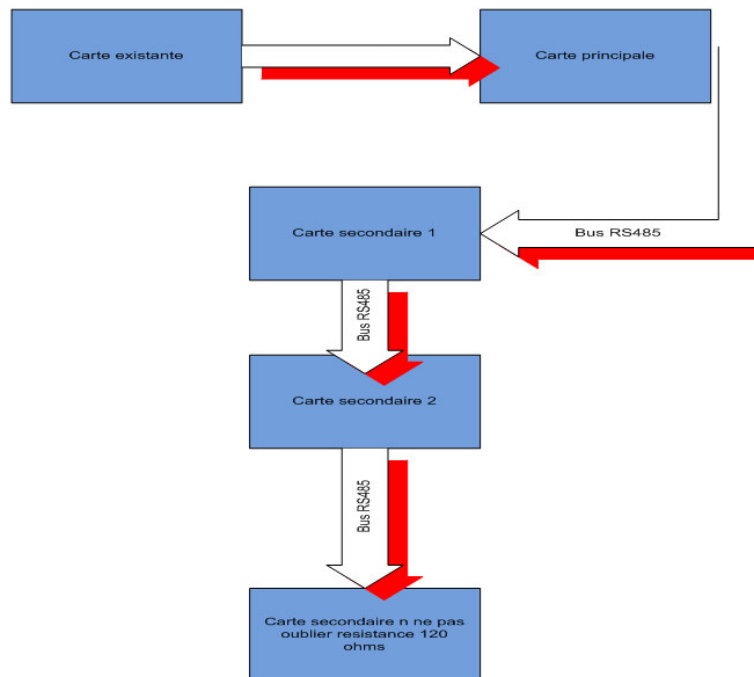 Carte existante
Carte principale
Carte secondaire 1
Bus RS485
Bus RS485
Carte secondaire 2
Bus RS485
Carte secondaire n ne pas
oublier resistance 120
ohms